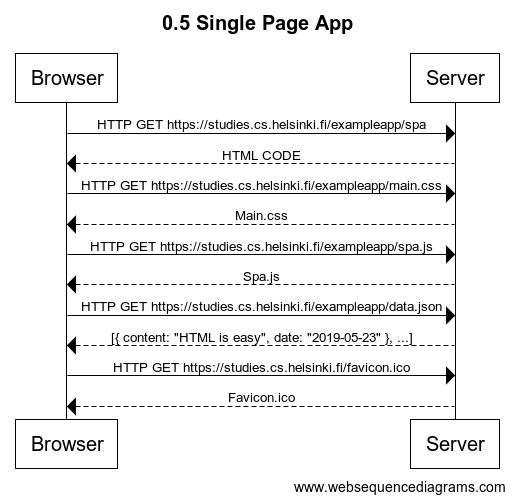 0.5 Single Page App
Browser
Server
HTTP GET https://studies.cs.helsinki.fi/exampleapp/spa
HTML CODE
HTTP GET https://studies.cs.helsinki.fi/exampleapp/main.css
Main.css
HTTP GET https://studies.cs.helsinki.fi/exampleapp/spa.js
Spa.js
HTTP GET https://studies.cs.helsinki.fi/exampleapp/data.json
[{ content: "HTML is easy", date: "2019-05-23" }, ...]
HTTP GET https://studies.cs.helsinki.fi/favicon.ico
Favicon.ico
Browser
Server
www.websequencediagrams.com